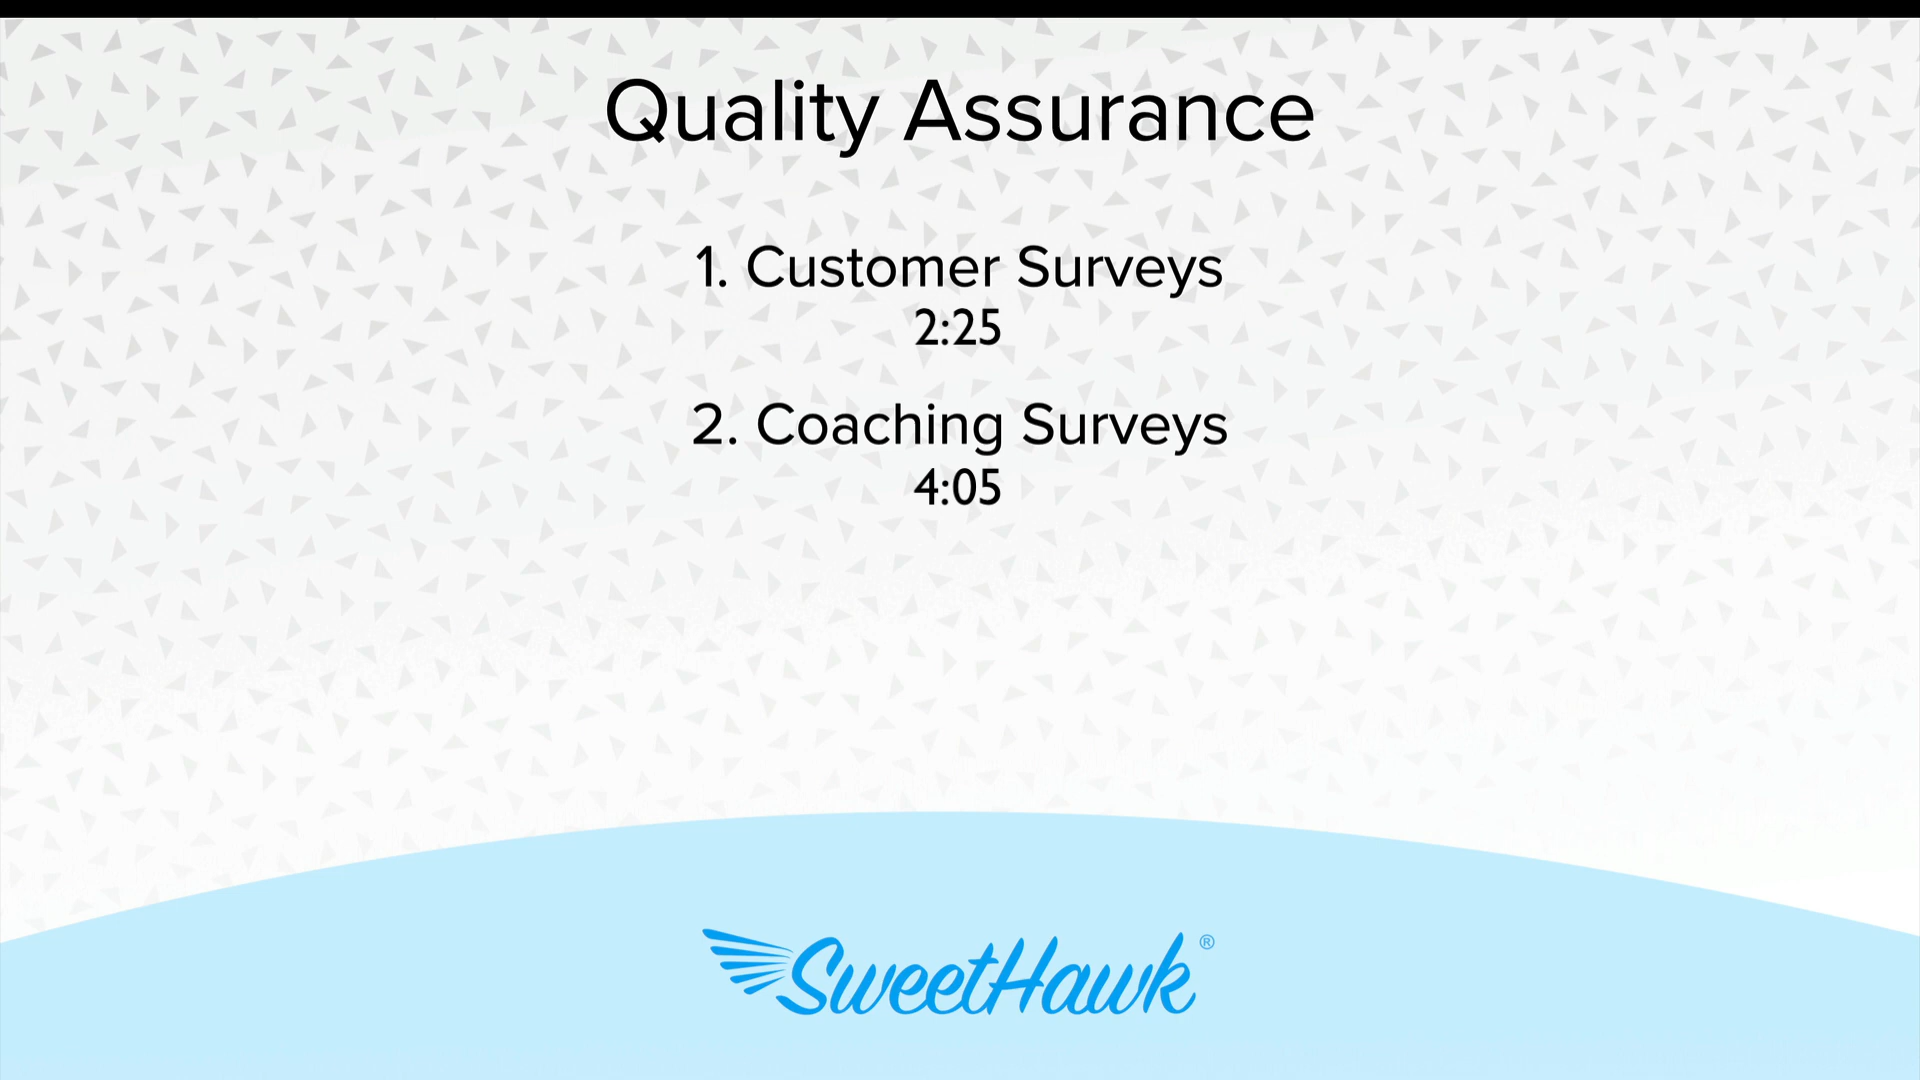 Quality Assurance
1. Customer Surveys
2:25
2. Coaching Surveys
4:05
SweetHawk®